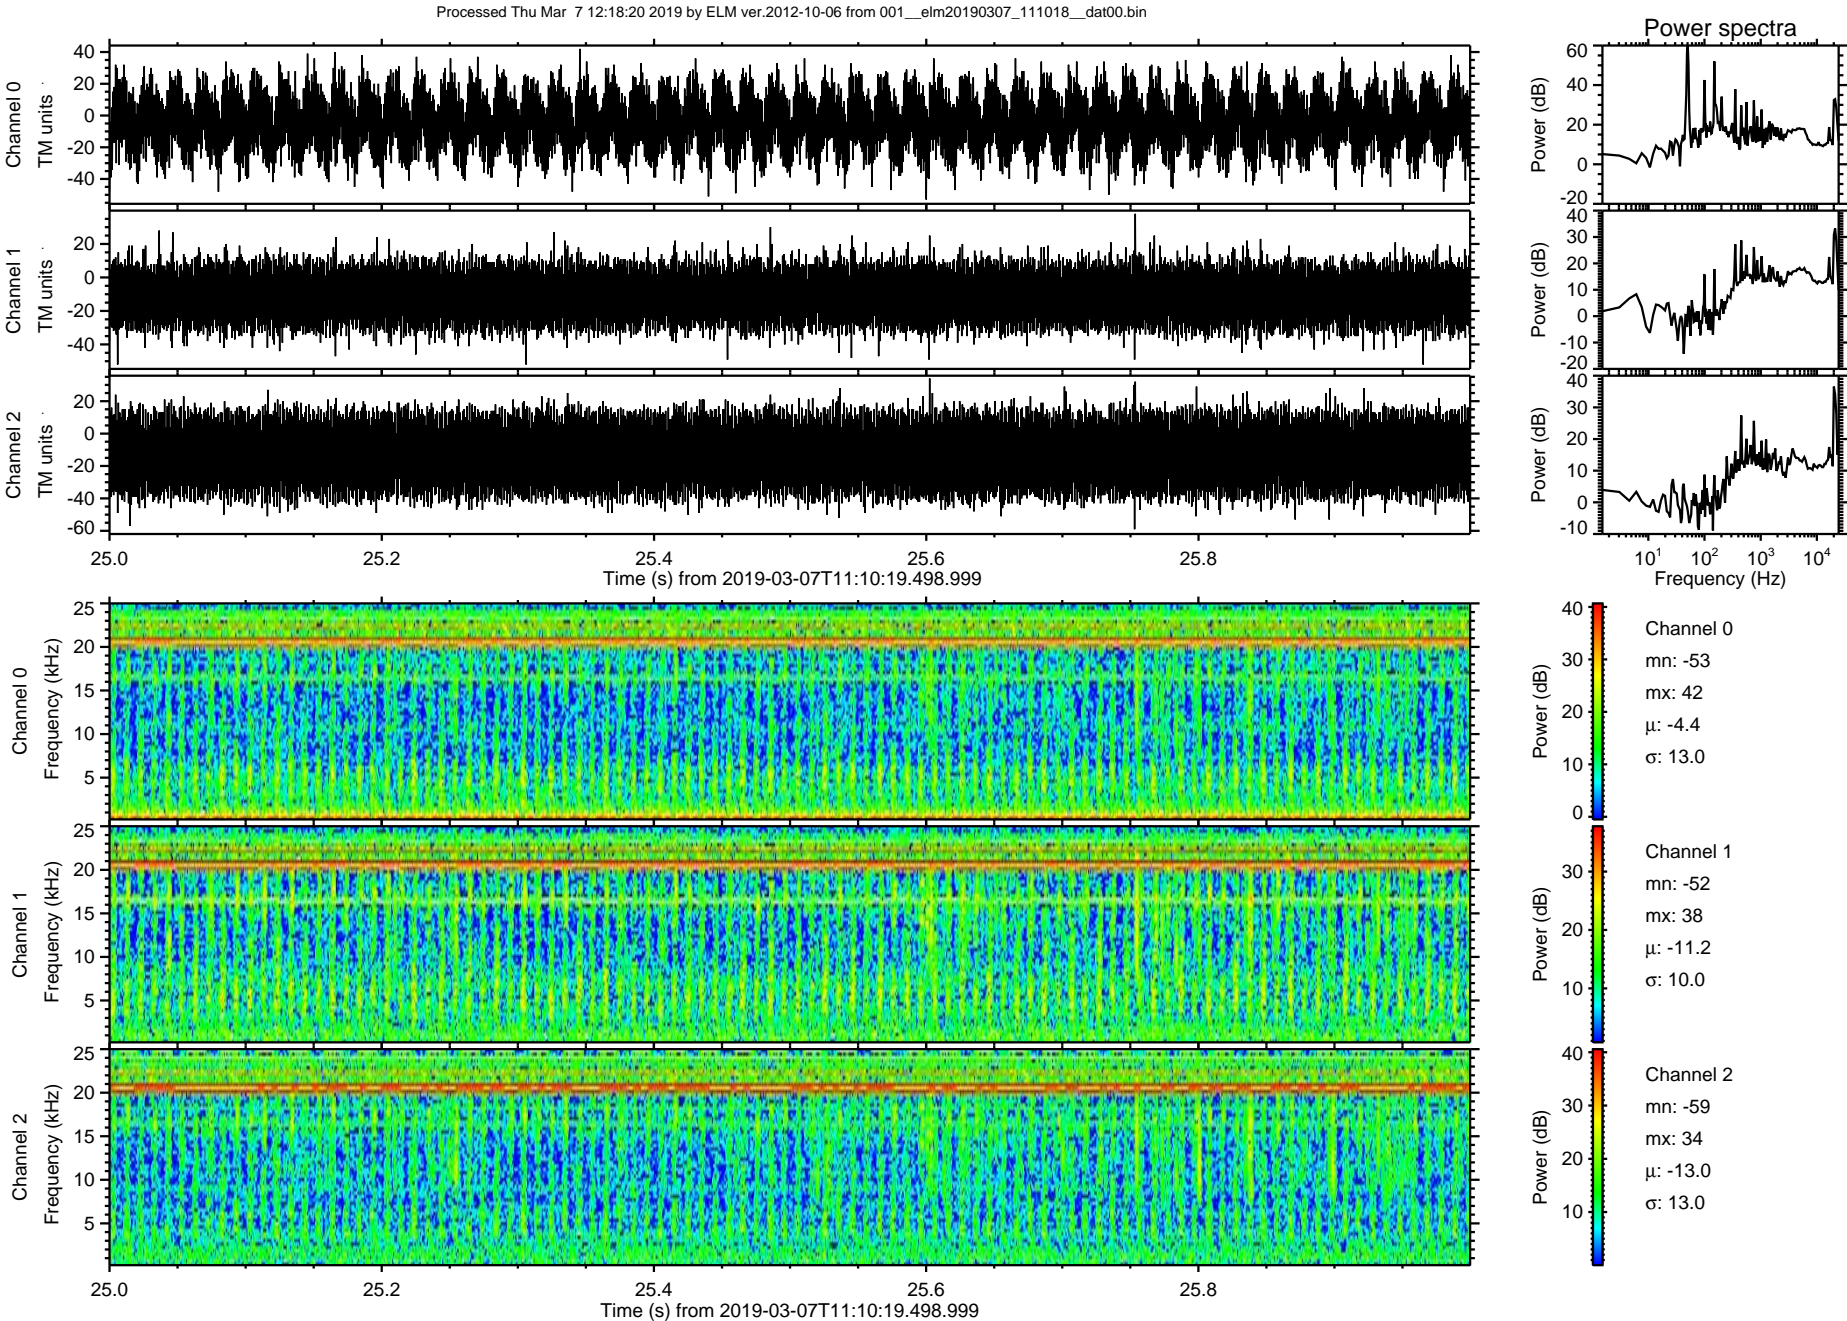 Processed Thu Mar  7 12:18:20 2019 by ELM ver.2012-10-06 from 001__elm20190307_111018__dat00.bin
Power spectra
Channel 0
TM units
40
20
0
-20
-40
Power (dB)
60
40
20
0
-20
Channel 1
TM units
20
0
-20
-40
Power (dB)
40
30
20
10
0
-10
-20
Channel 2
TM units
20
0
-20
-40
-60
Power (dB)
40
30
20
10
0
-10
25.0 25.2 25.4 25.6 25.8
Time (s) from 2019-03-07T11:10:19.498.999
10¹ 10² 10³ 10⁴
Frequency (Hz)
Channel 0
Frequency (kHz)
25
20
15
10
5
Power (dB)
40
30
20
10
0
Channel 0
mn: -53
mx: 42
μ: -4.4
σ: 13.0
Channel 1
Frequency (kHz)
25
20
15
10
5
Power (dB)
30
20
10
Channel 1
mn: -52
mx: 38
μ: -11.2
σ: 10.0
Channel 2
Frequency (kHz)
25
20
15
10
5
Power (dB)
40
30
20
10
Channel 2
mn: -59
mx: 34
μ: -13.0
σ: 13.0
25.0 25.2 25.4 25.6 25.8
Time (s) from 2019-03-07T11:10:19.498.999